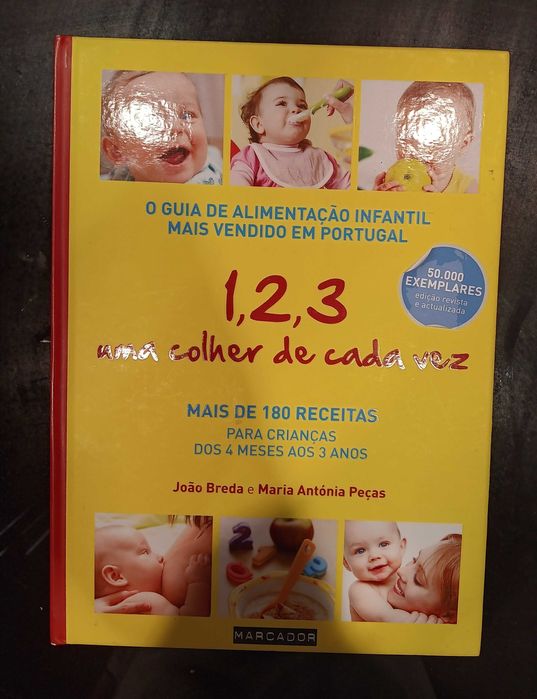 O GUIA DE ALIMENTAÇÃO INFANTIL
MAIS VENDIDO EM PORTUGAL
50.000
EXEMPLARES
edição revista
e actualizada
1, 2, 3
uma colher de cada vez
MAIS DE 180 RECEITAS
PARA CRIANÇAS
DOS 4 MESES AOS 3 ANOS
João Breda e Maria Antónia Peças
2
MARCADOR